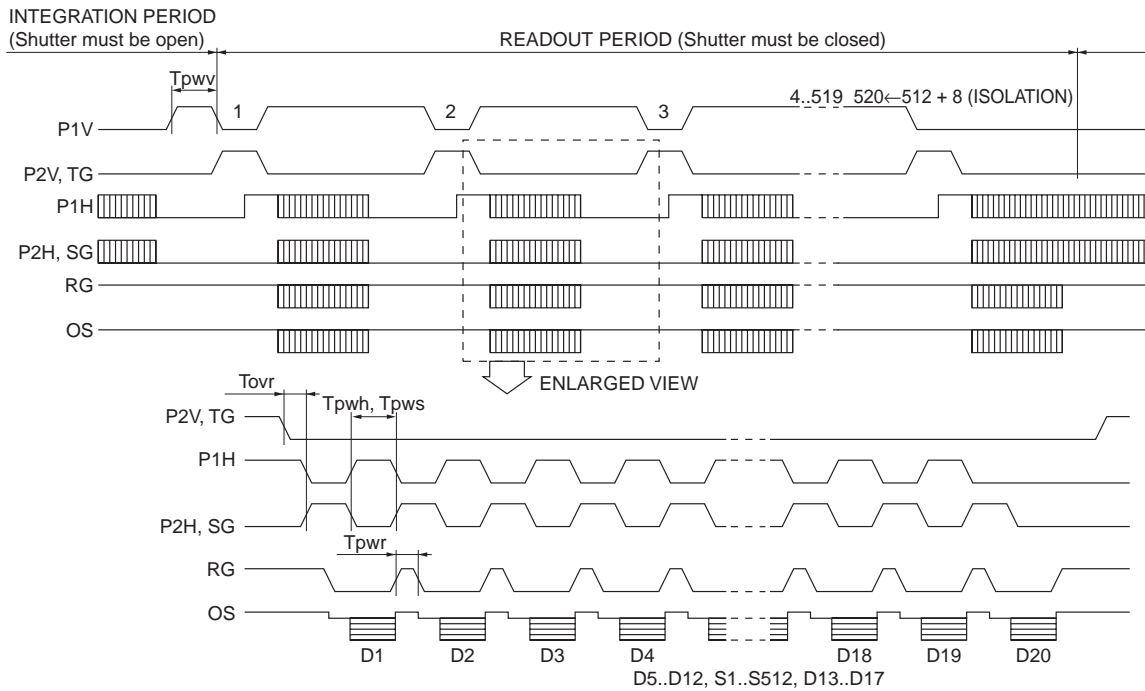 INTEGRATION PERIOD
(Shutter must be open)
READOUT PERIOD (Shutter must be closed)
Tpwv
1
2
3
4..519 520←512 + 8 (ISOLATION)
P1V
P2V, TG
P1H
P2H, SG
RG
OS
ENLARGED VIEW
Tovr
Tpwh, Tpws
P2V, TG
P1H
P2H, SG
Tpwr
RG
OS
D1 D2 D3 D4 D18 D19 D20
D5..D12, S1..S512, D13..D17